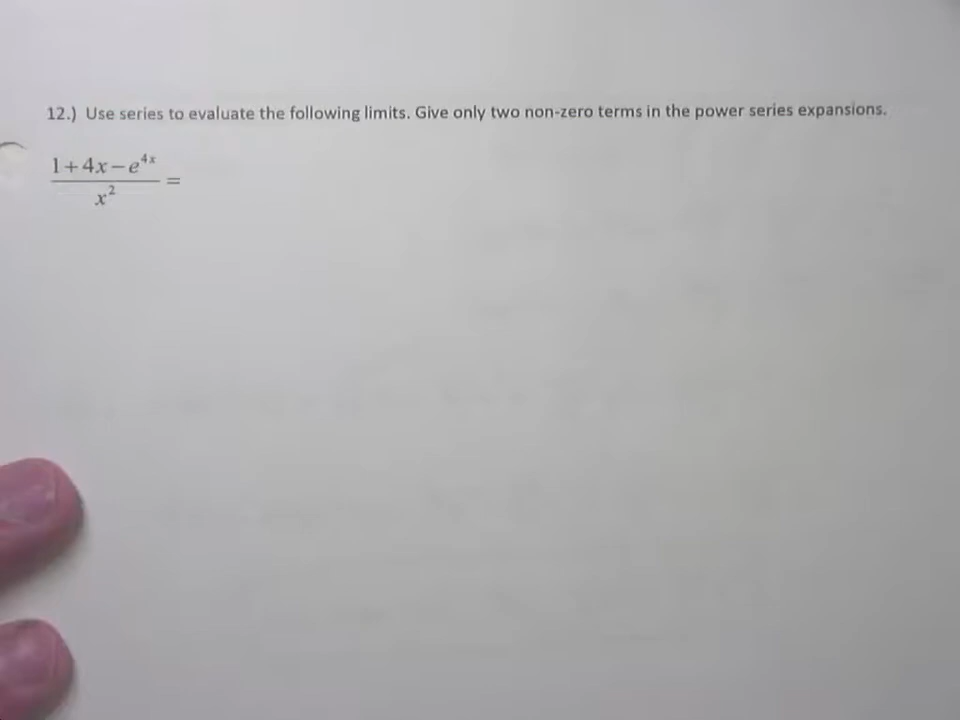 12.) Use series to evaluate the following limits. Give only two non-zero terms in the power series expansions.
\frac{1+4x-e^{4x}}{x^2} =